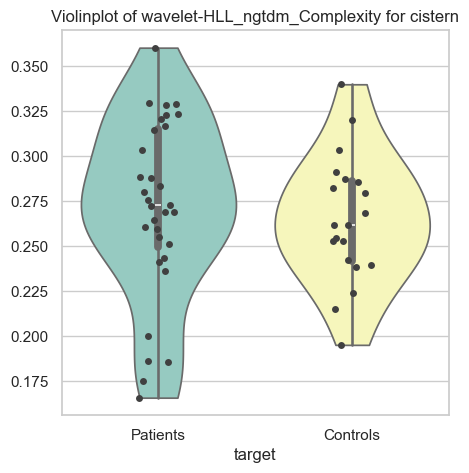 Violinplot of wavelet-HLL_ngtdm_Complexity for cistern
0.350
0.325
0.300
0.275
0.250
0.225
0.200
0.175
Patients Controls
target